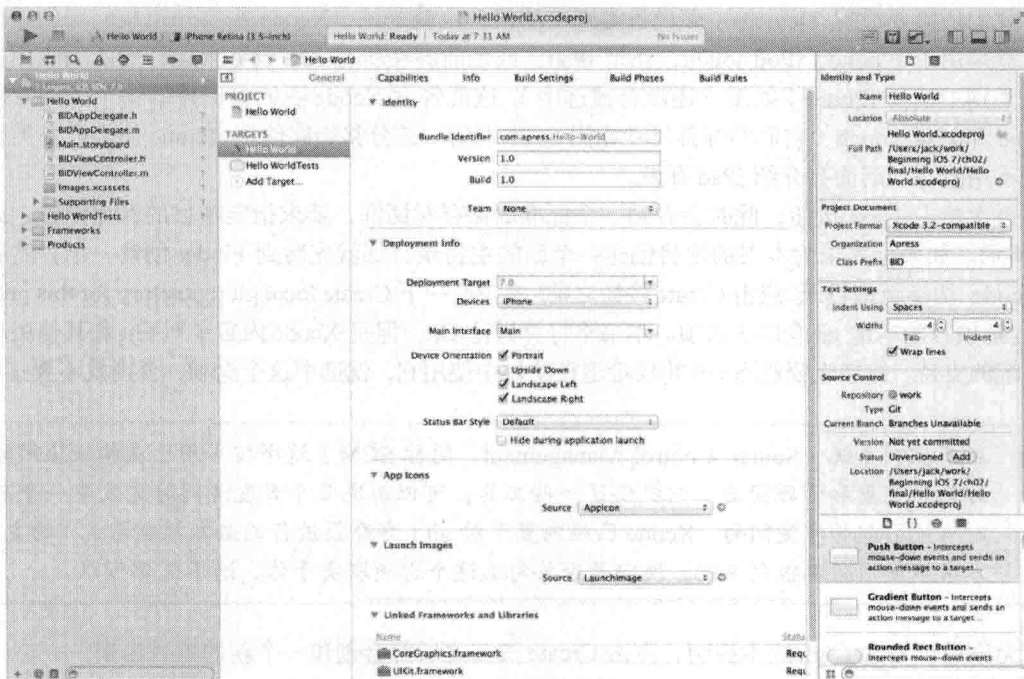 Hello World.xcodeproj
Hello World
iPhone Retina (3.5-inch)
Hello World: Ready | Today at 7:31 AM
No Issues
Hello World
Hello World
Hello World
BIDAppDelegate.h
BIDAppDelegate.m
Main.storyboard
BIDViewController.h
BIDViewController.m
Images.xcassets
Supporting Files
Hello WorldTests
Frameworks
Products
General
Capabilities
Info
Build Settings
Build Phases
Build Rules
PROJECT
Hello World
TARGETS
Hello World
Hello WorldTests
Add Target...
Identity
Bundle Identifier com.apress.Hello-World
Version 1.0
Build 1.0
Team None
Deployment Info
Deployment Target 7.0
Devices iPhone
Main Interface Main
Device Orientation Portrait
Upside Down
Landscape Left
Landscape Right
Status Bar Style Default
Hide during application launch
App Icons
Source AppIcon
Launch Images
Source LaunchImage
Linked Frameworks and Libraries
Name
Statu
CoreGraphics.framework
Requ
UIKit.framework
Requ
Identity and Type
Name Hello World
Location Absolute
Hello World.xcodeproj
Full Path /Users/jack/work/
Beginning iOS 7/ch02/
final/Hello World/Hello
World.xcodeproj
Project Document
Project Format Xcode 3.2-compatible
Organization Apress
Class Prefix BID
Text Settings
Indent Using Spaces
Widths 4 4
Tab Indent
Wrap lines
Source Control
Repository work
Type Git
Current Branch Branches Unavailable
Version Not yet committed
Status Unversioned Add
Location /Users/jack/work/
Beginning iOS 7/ch02/
final/Hello World/Hello
World.xcodeproj
Push Button - Intercepts
mouse-down events and sends an
action message to a target...
Gradient Button - Intercepts
mouse-down events and sends an
action message to a target...
Rounded Rect Button -
Intercepts mouse-down events